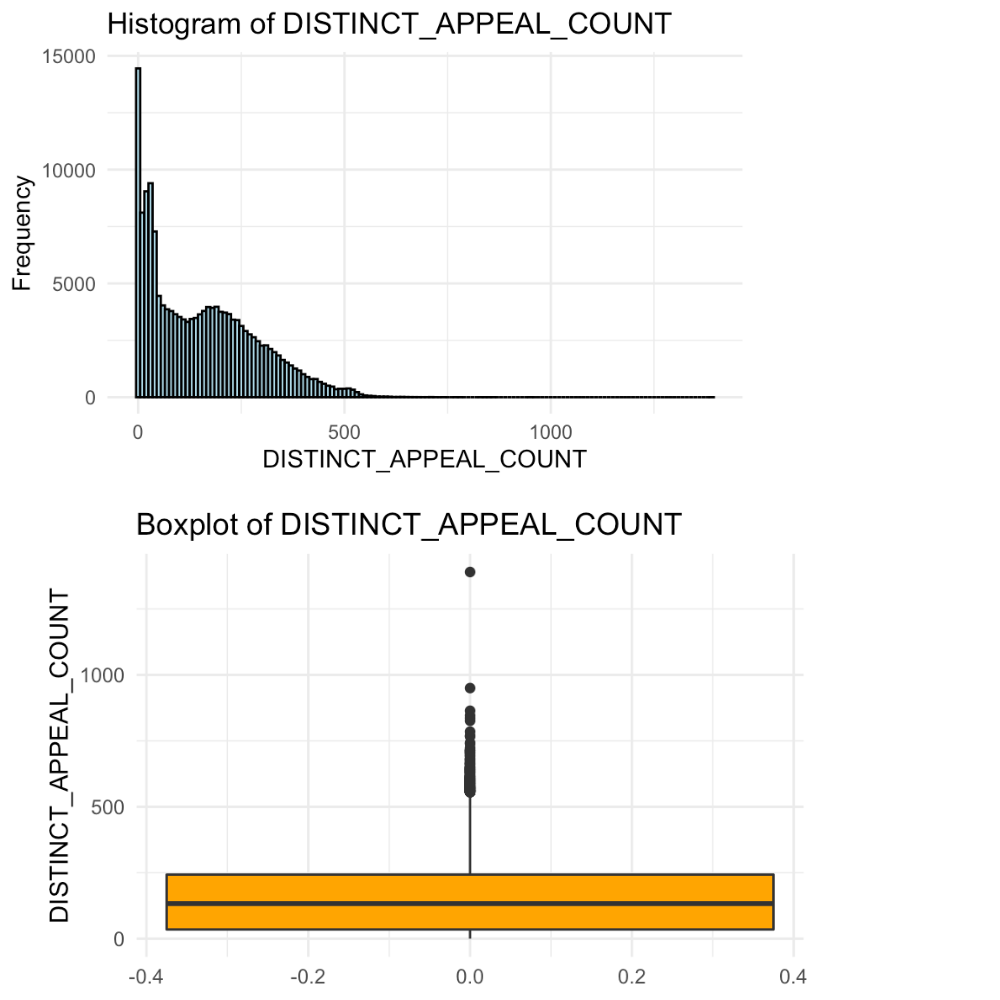 Histogram of DISTINCT_APPEAL_COUNT
15000
10000
5000
0
Frequency
0 500 1000
DISTINCT_APPEAL_COUNT
Boxplot of DISTINCT_APPEAL_COUNT
1000
500
0
DISTINCT_APPEAL_COUNT
-0.4 -0.2 0.0 0.2 0.4